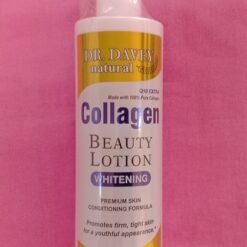 DR. DAVEY
natural
Q10 EXTRA
Made with 100% Pure Collagen
Collagen
BEAUTY
LOTION
WHITENING
PREMIUM SKIN
CONDITIONING FORMULA
Promotes firm, tight skin
for a youthful appearance.